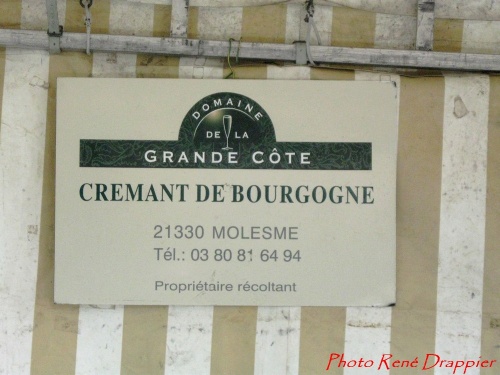 DOMAINE
DE LA
GRANDE CÔTE
CREMANT DE BOURGOGNE
21330 MOLESME
Tél.: 03 80 81 64 94
Propriétaire récoltant
Photo René Drappier